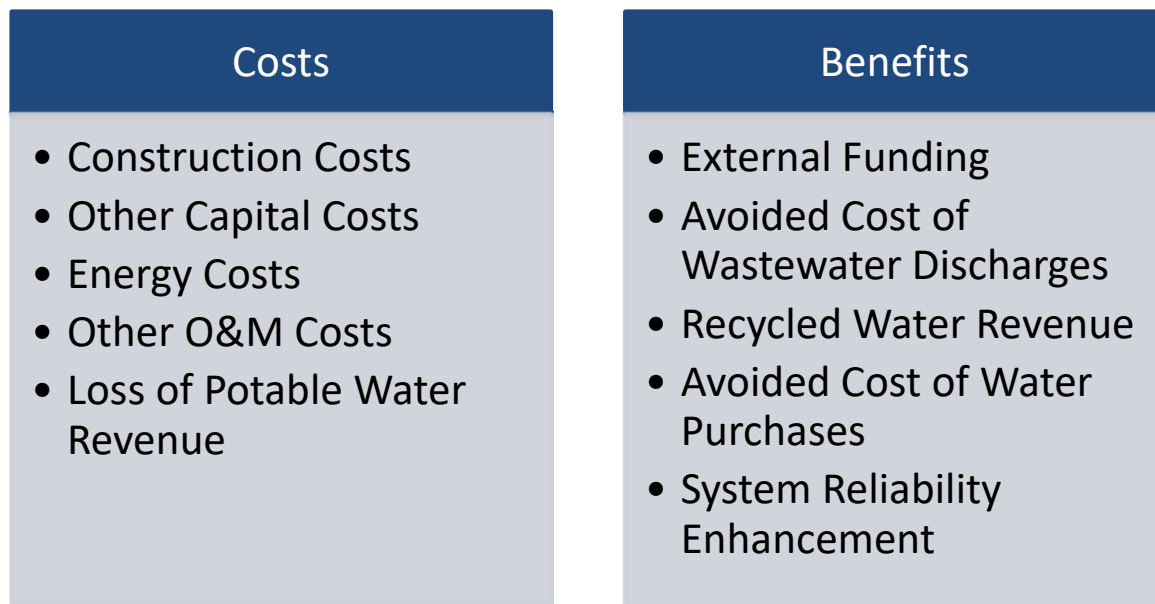 Costs
• Construction Costs
• Other Capital Costs
• Energy Costs
• Other O&M Costs
• Loss of Potable Water
Revenue
Benefits
• External Funding
• Avoided Cost of
Wastewater Discharges
• Recycled Water Revenue
• Avoided Cost of Water
Purchases
• System Reliability
Enhancement